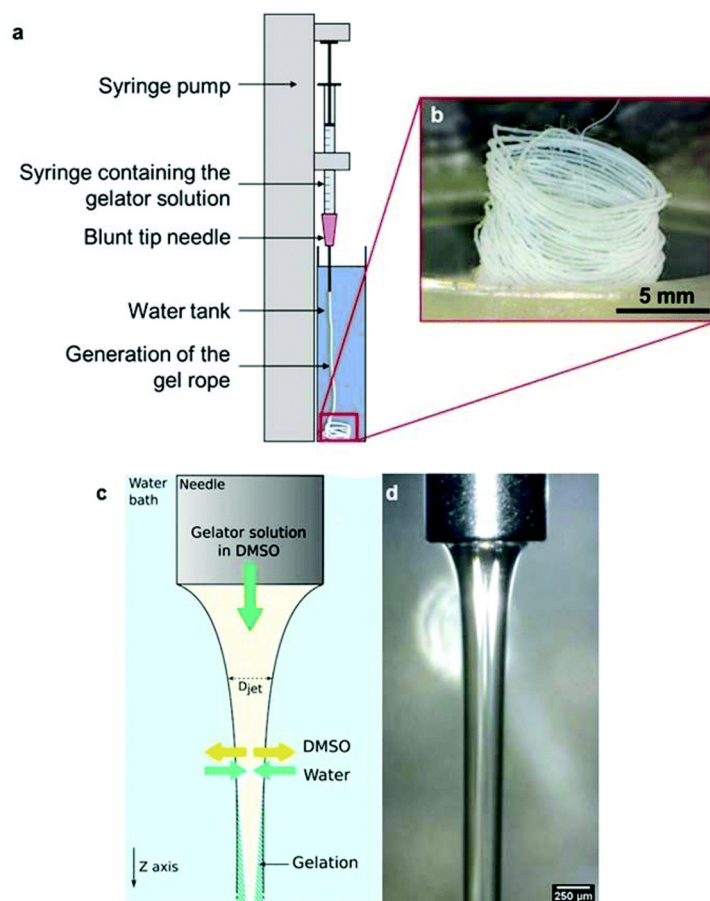 a
Syringe pump
Syringe containing the
gelator solution
Blunt tip needle
Water tank
Generation of the
gel rope
b
5 mm
c
Water
bath
Needle
Gelator solution
in DMSO
Djet
DMSO
Water
Gelation
Z axis
d
250 µm